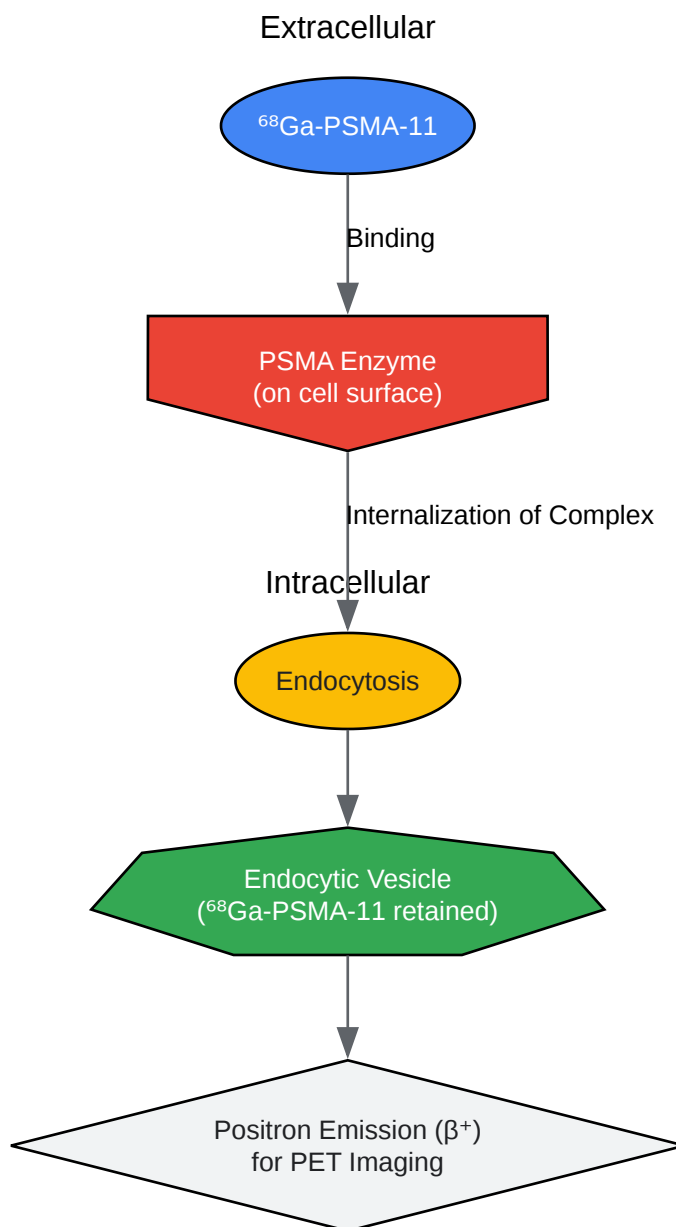 Extracellular
⁶⁸Ga-PSMA-11
Binding
PSMA Enzyme
(on cell surface)
Internalization of Complex
Intracellular
Endocytosis
Endocytic Vesicle
(⁶⁸Ga-PSMA-11 retained)
Positron Emission (β⁺)
for PET Imaging